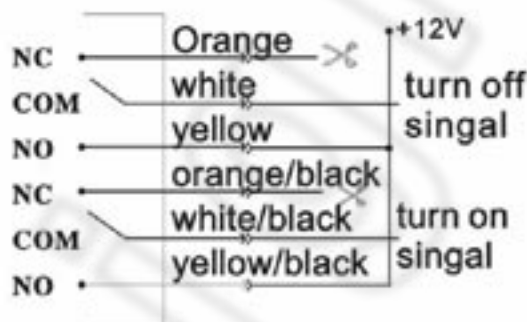 Orange
+12V
NC
white
turn off
COM
singal
yellow
NO
orange/black
NC
white/black
turn on
COM
singal
yellow/black
NO